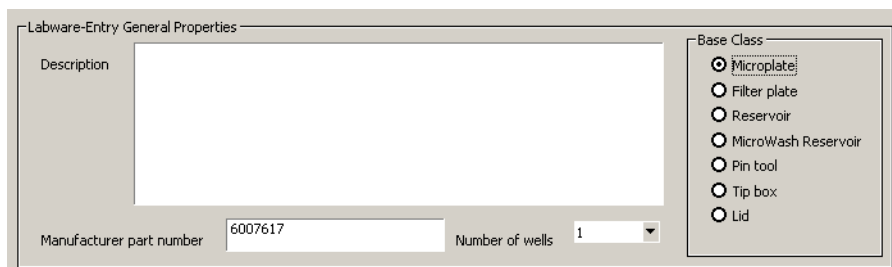 Labware-Entry General Properties
Description
Manufacturer part number
6007617
Number of wells
1
Base Class
Microplate
Filter plate
Reservoir
MicroWash Reservoir
Pin tool
Tip box
Lid